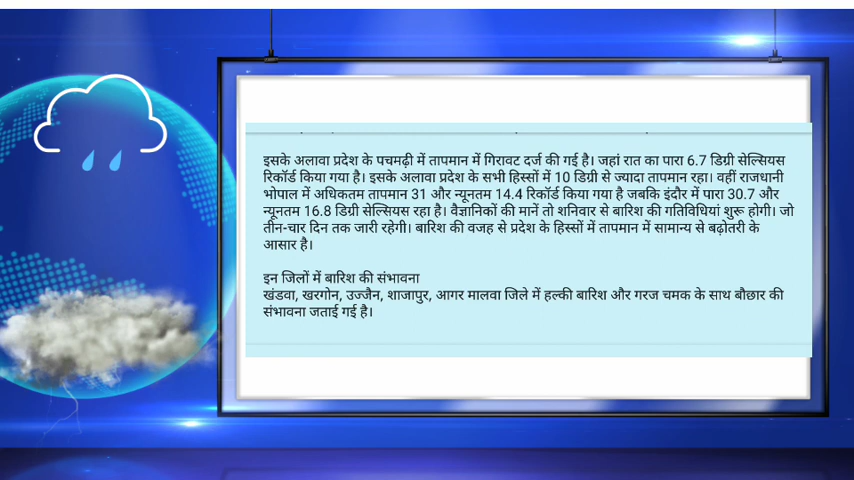 इसके अलावा प्रदेश के पचमढ़ी में तापमान में गिरावट दर्ज की गई है। जहां रात का पारा 6.7 डिग्री सेल्सियस
रिकॉर्ड किया गया है। इसके अलावा प्रदेश के सभी हिस्सों में 10 डिग्री से ज्यादा तापमान रहा। वहीं राजधानी
भोपाल में अधिकतम तापमान 31 और न्यूनतम 14.4 रिकॉर्ड किया गया है जबकि इंदौर में पारा 30.7 और
न्यूनतम 16.8 डिग्री सेल्सियस रहा है। वैज्ञानिकों की मानें तो शनिवार से बारिश की गतिविधियां शुरू होगी। जो
तीन-चार दिन तक जारी रहेगी। बारिश की वजह से प्रदेश के हिस्सों में तापमान में सामान्य से बढ़ोतरी के
आसार है।
इन जिलों में बारिश की संभावना
खंडवा, खरगोन, उज्जैन, शाजापुर, आगर मालवा जिले में हल्की बारिश और गरज चमक के साथ बौछार की
संभावना जताई गई है।